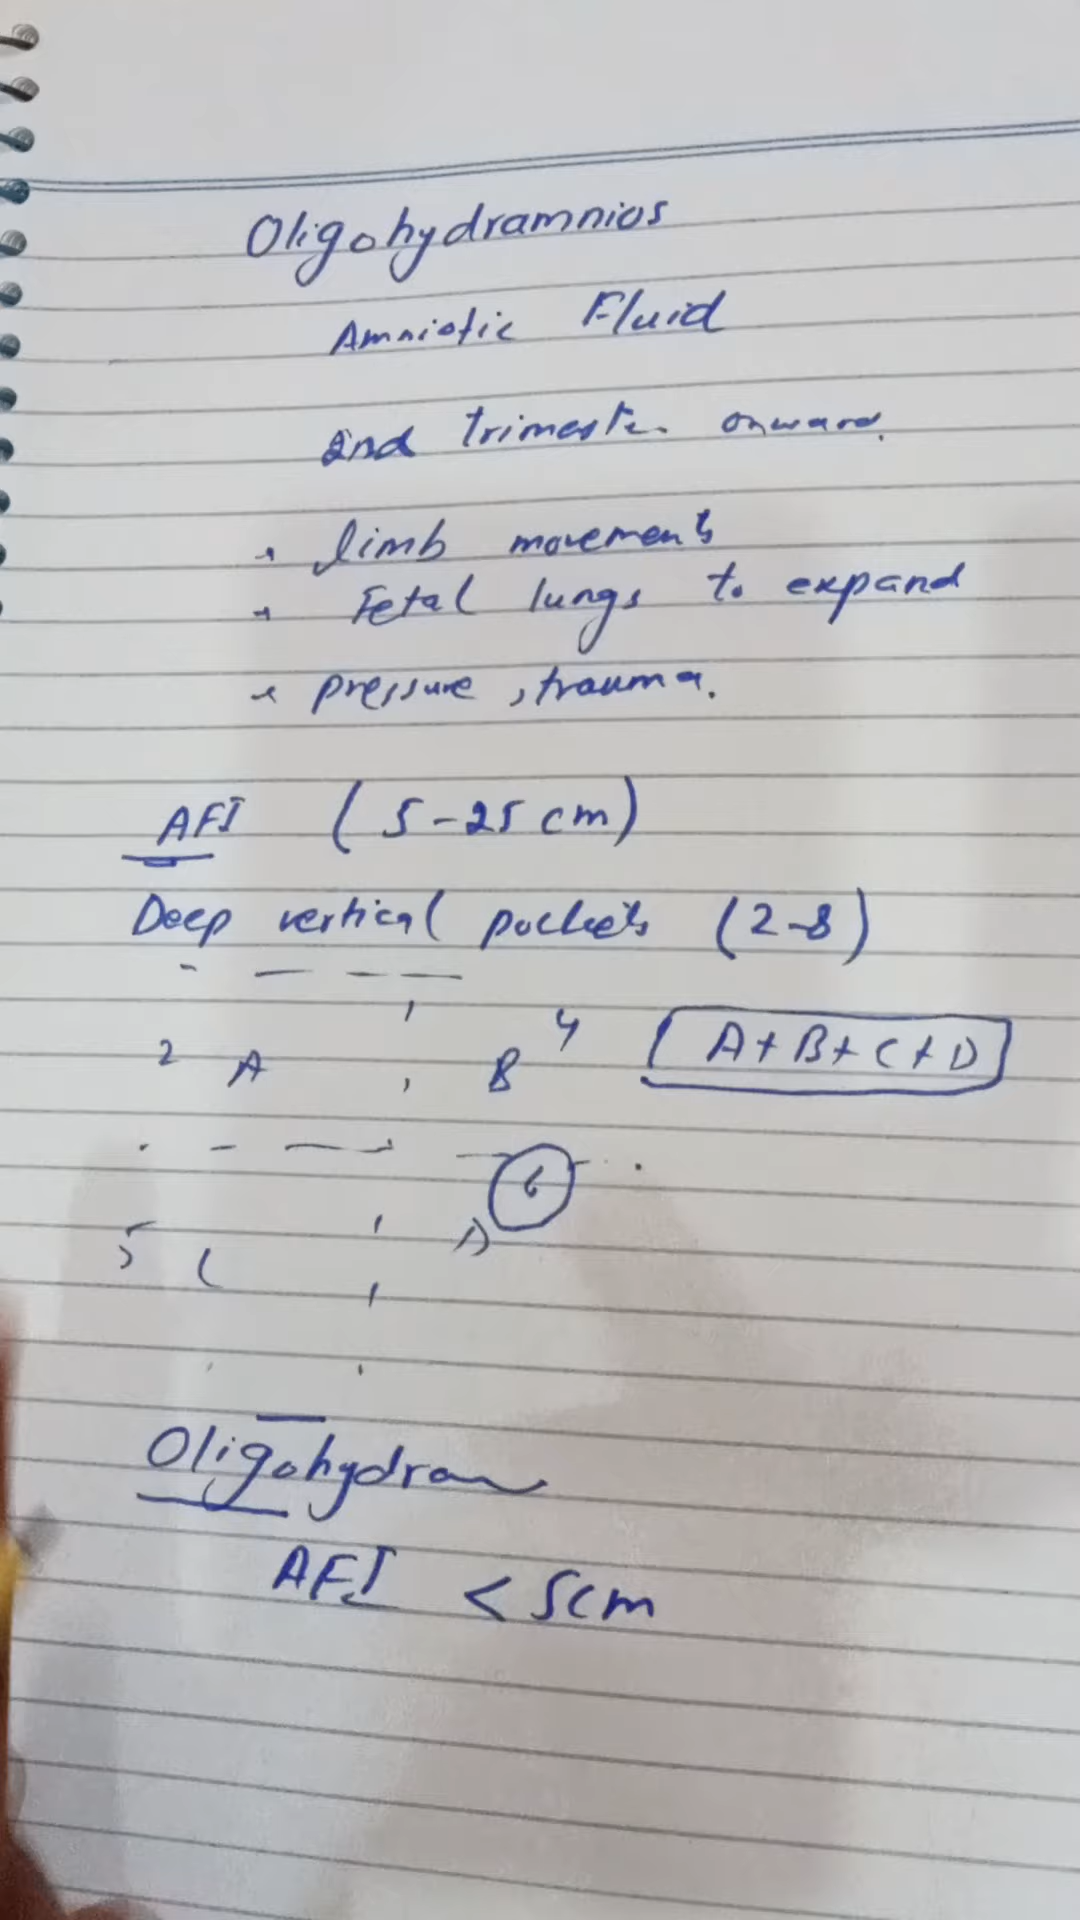 Oligohydramnios
Amniotic Fluid
2nd trimester onward.
limb movements
Fetal lungs to expand
pressure, trauma.
AFI (5-25 cm)
Deep vertical pockets (2-8)
2 A B 4 A+B+C+D
6
5 C D
Oligohydram
AFI < 5cm